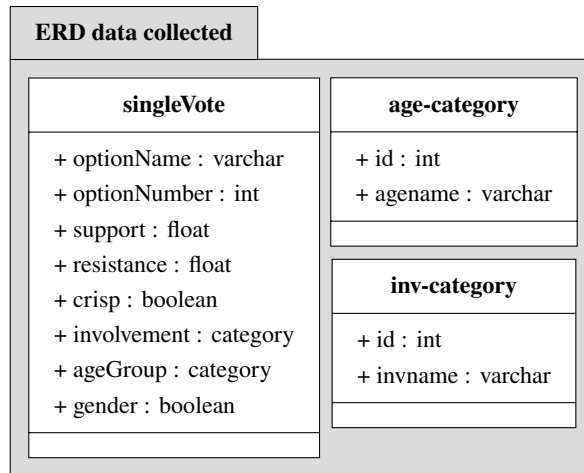 ERD data collected
singleVote
+ optionName : varchar
+ optionNumber : int
+ support : float
+ resistance : float
+ crisp : boolean
+ involvement : category
+ ageGroup : category
+ gender : boolean
age-category
+ id : int
+ agename : varchar
inv-category
+ id : int
+ invname : varchar